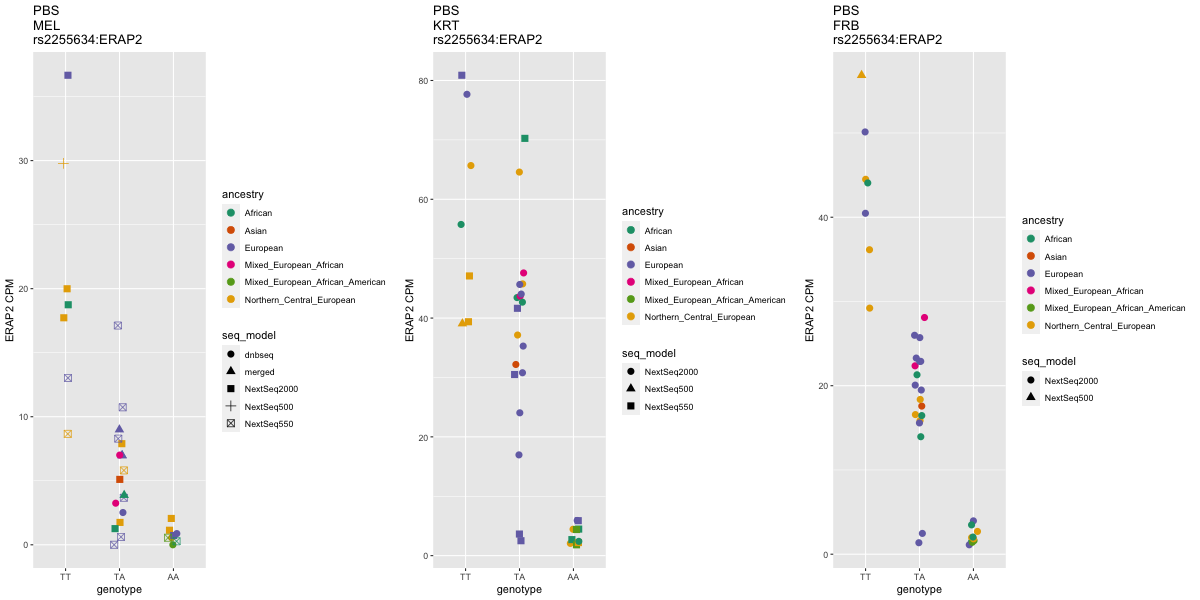 PBS
MEL
rs2255634:ERAP2
ERAP2 CPM
30
20
10
0
TT
TA
AA
genotype
ancestry
African
Asian
European
Mixed_European_African
Mixed_European_African_American
Northern_Central_European
seq_model
dnbseq
merged
NextSeq2000
NextSeq500
NextSeq550
PBS
KRT
rs2255634:ERAP2
ERAP2 CPM
80
60
40
20
0
TT
TA
AA
genotype
ancestry
African
Asian
European
Mixed_European_African
Mixed_European_African_American
Northern_Central_European
seq_model
NextSeq2000
NextSeq500
NextSeq550
PBS
FRB
rs2255634:ERAP2
ERAP2 CPM
40
20
0
TT
TA
AA
genotype
ancestry
African
Asian
European
Mixed_European_African
Mixed_European_African_American
Northern_Central_European
seq_model
NextSeq2000
NextSeq500